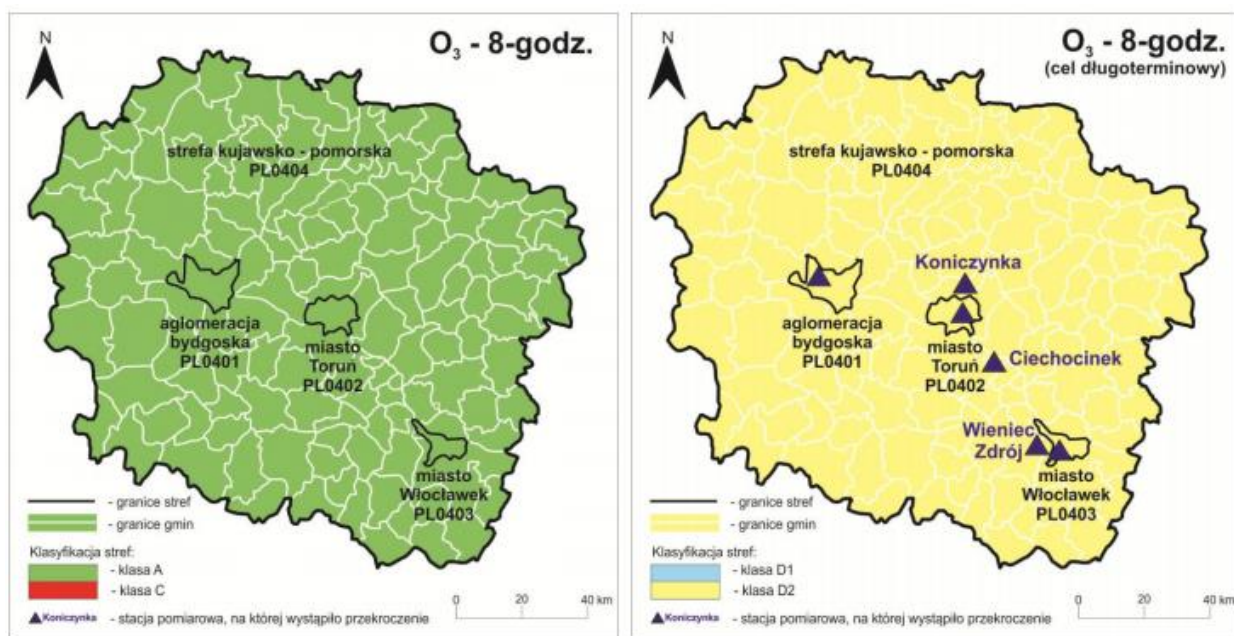 N
O₃ - 8-godz.
strefa kujawsko - pomorska
PL0404
aglomeracja
bydgoska
PL0401
miasto
Toruń
PL0402
miasto
Włocławek
PL0403
- granice stref
- granice gmin
Klasyfikacja stref:
- klasa A
- klasa C
Koniczynka - stacja pomiarowa, na której wystąpiło przekroczenie
0 20 40 km
N
O₃ - 8-godz.
(cel długoterminowy)
strefa kujawsko - pomorska
PL0404
Koniczynka
aglomeracja
bydgoska
PL0401
miasto
Toruń
PL0402
Ciechocinek
Wieniec
Zdrój
miasto
Włocławek
PL0403
- granice stref
- granice gmin
Klasyfikacja stref:
- klasa D1
- klasa D2
Koniczynka - stacja pomiarowa, na której wystąpiło przekroczenie
0 20 40 km